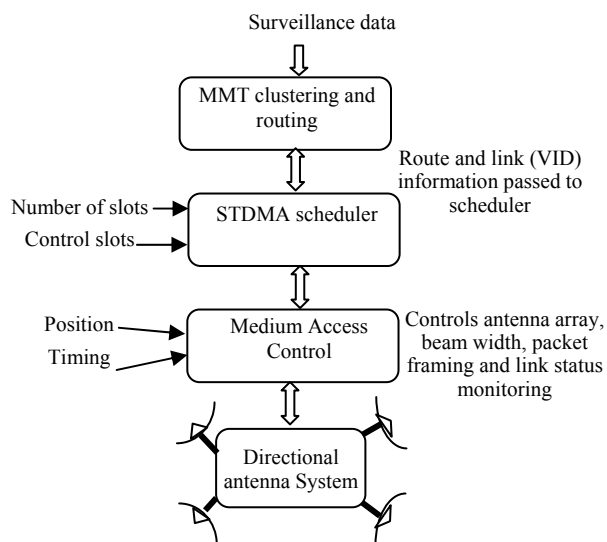 Surveillance data
MMT clustering and
routing
Route and link (VID)
information passed to
scheduler
Number of slots
STDMA scheduler
Control slots
Position
Timing
Medium Access
Control
Controls antenna array,
beam width, packet
framing and link status
monitoring
Directional
antenna System